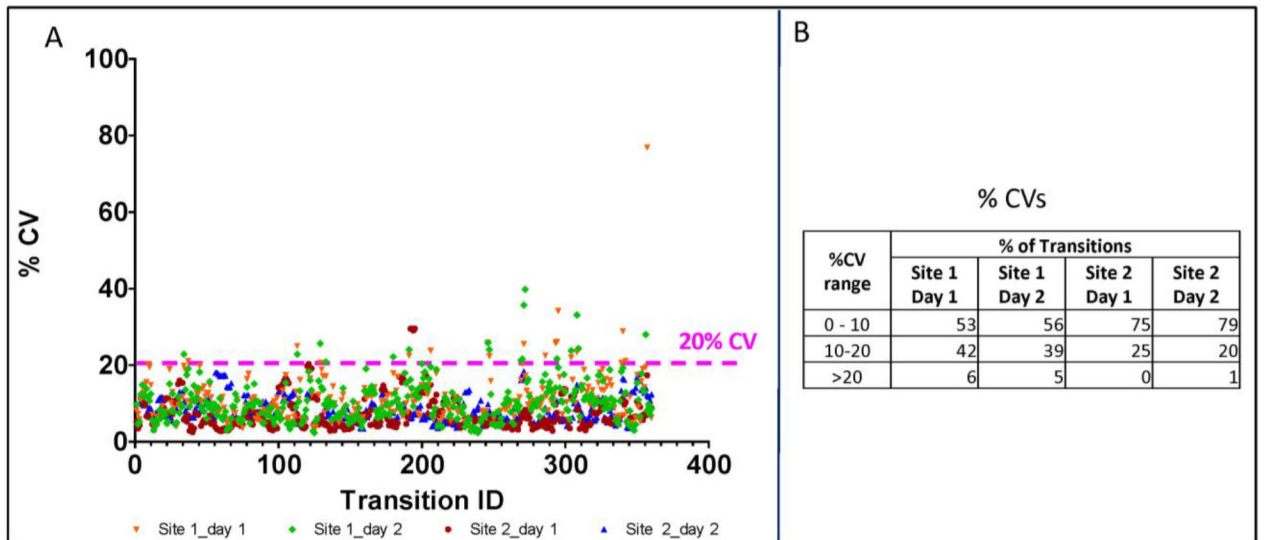 A
100
80
60
40
20
0
% CV
20% CV
0 100 200 300 400
Transition ID
Site 1_day 1 Site 1_day 2 Site 2_day 1 Site 2_day 2
B
% CVs
%CV range % of Transitions
Site 1 Day 1 Site 1 Day 2 Site 2 Day 1 Site 2 Day 2
0 - 10 53 56 75 79
10-20 42 39 25 20
>20 6 5 0 1